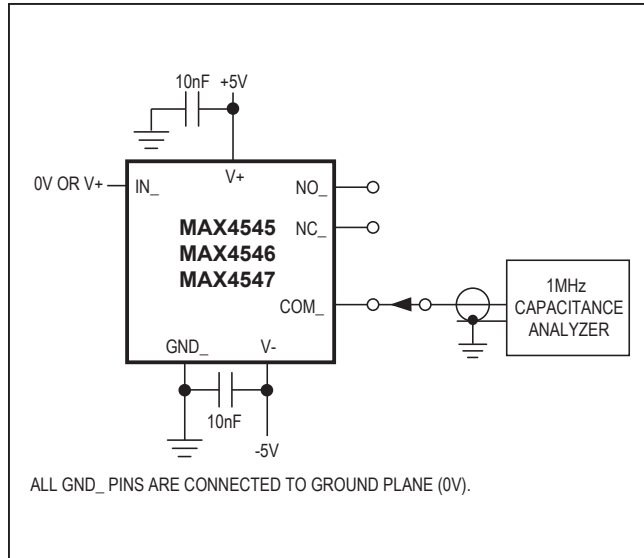 10nF
+5V
0V OR V+
IN_
V+
NO_
MAX4545
MAX4546
MAX4547
NC_
COM_
1MHz
CAPACITANCE
ANALYZER
GND_
V-
10nF
-5V
ALL GND_ PINS ARE CONNECTED TO GROUND PLANE (0V).